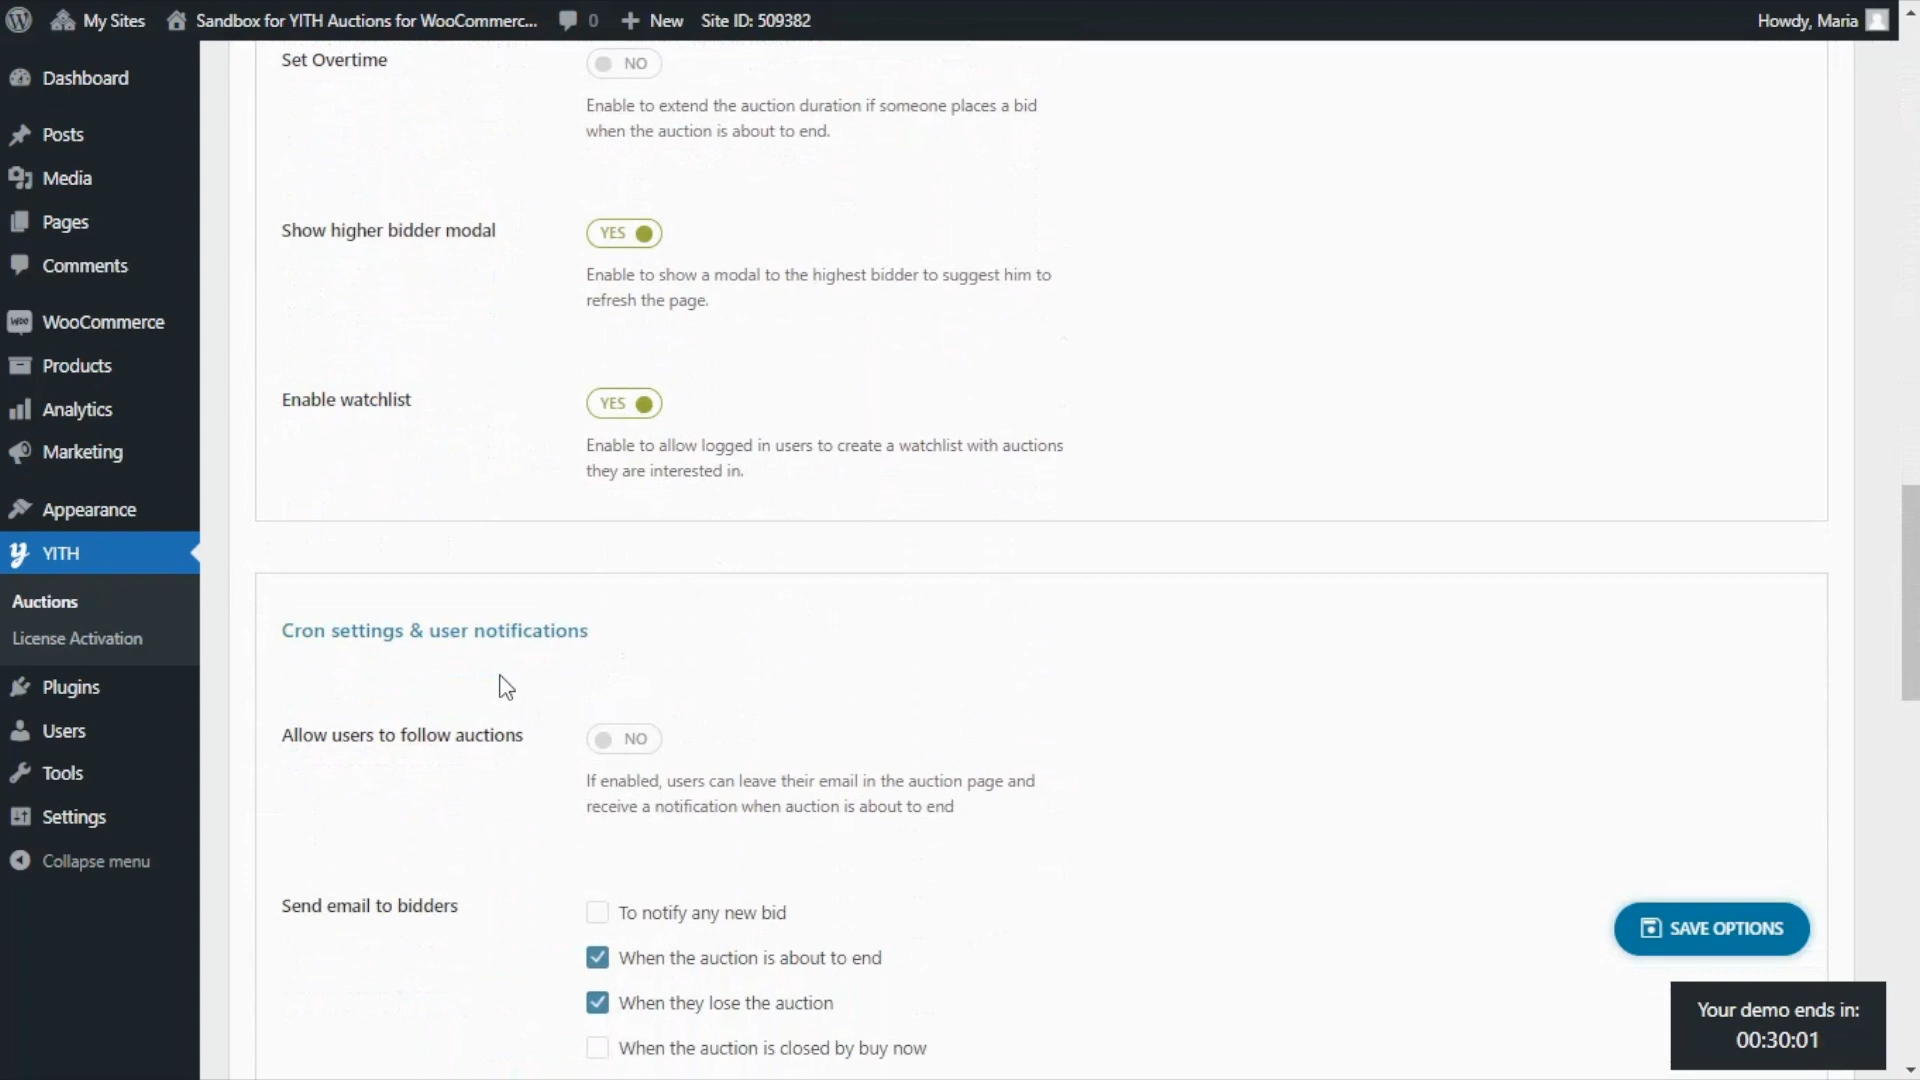 My Sites
Sandbox for YITH Auctions for WooCommerc...
0
New
Site ID: 509382
Howdy, Maria
Dashboard
Posts
Media
Pages
Comments
WooCommerce
Products
Analytics
Marketing
Appearance
YITH
Auctions
License Activation
Plugins
Users
Tools
Settings
Collapse menu
Set Overtime
NO
Enable to extend the auction duration if someone places a bid
when the auction is about to end.
Show higher bidder modal
YES
Enable to show a modal to the highest bidder to suggest him to
refresh the page.
Enable watchlist
YES
Enable to allow logged in users to create a watchlist with auctions
they are interested in.
Cron settings & user notifications
Allow users to follow auctions
NO
If enabled, users can leave their email in the auction page and
receive a notification when auction is about to end
Send email to bidders
To notify any new bid
When the auction is about to end
When they lose the auction
When the auction is closed by buy now
SAVE OPTIONS
Your demo ends in:
00:30:01